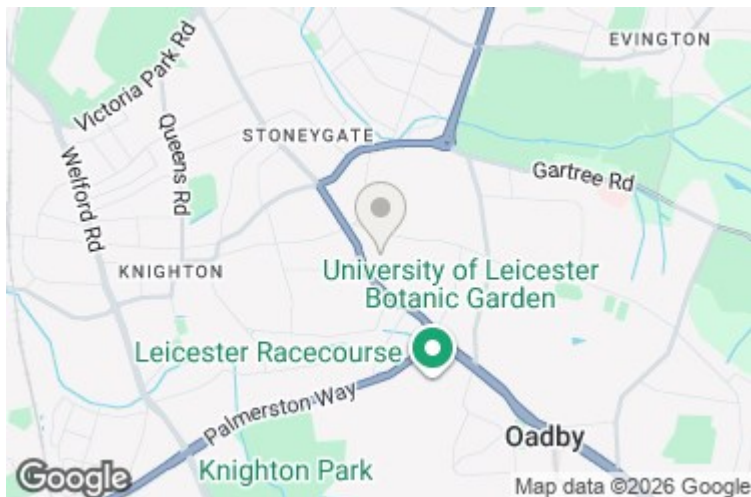 EVINGTON
Victoria Park Rd
Queens Rd
STONEYGATE
Welford Rd
Gartree Rd
KNIGHTON
University of Leicester
Botanic Garden
Leicester Racecourse
Palmerston Way
Oadby
Knighton Park
Google
Map data ©2026 Google